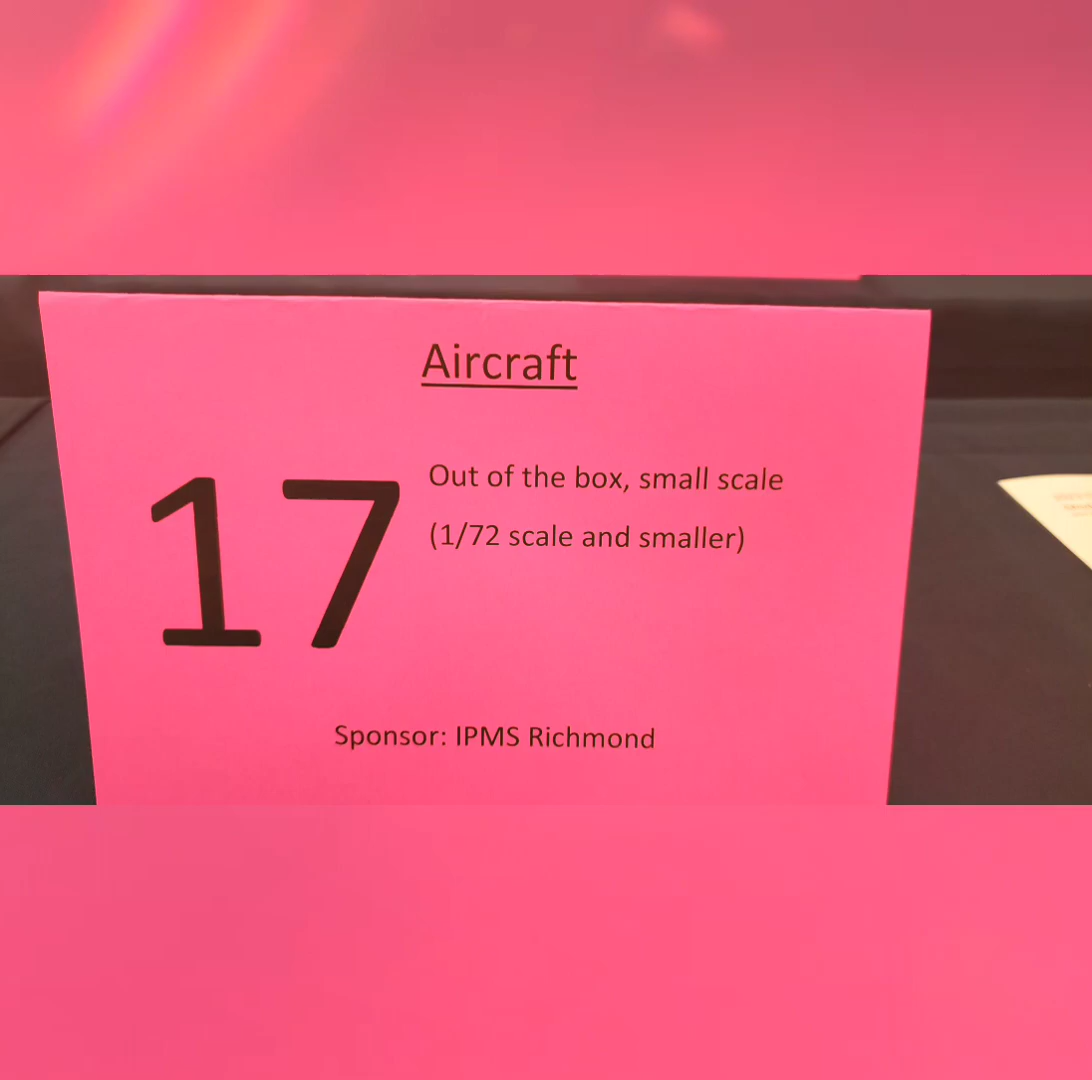 Aircraft
17
Out of the box, small scale
(1/72 scale and smaller)
Sponsor: IPMS Richmond